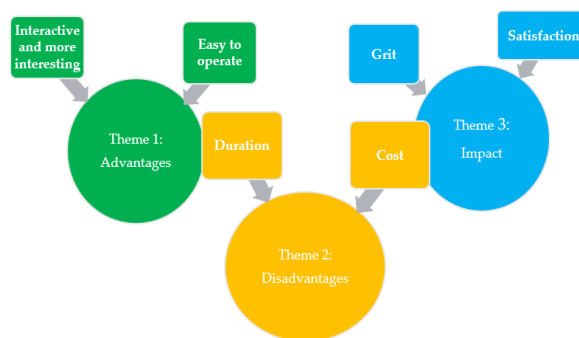 Interactive
and more
interesting
Easy to
operate
Theme 1:
Advantages
Duration
Theme 2:
Disadvantages
Cost
Grit
Satisfaction
Theme 3:
Impact